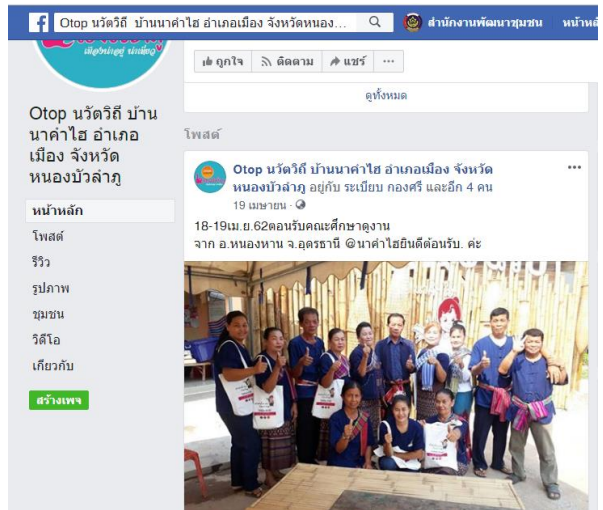 Otop นวัตวิถี บ้านนาคำไฮ อำเภอเมือง จังหวัดหนอง...
สำนักงานพัฒนาชุมชน
หน้าหลั
ถูกใจ
ติดตาม
แชร์
...
ดูทั้งหมด
Otop นวัตวิถี บ้าน
นาคำไฮ อำเภอ
เมือง จังหวัด
หนองบัวลำภู
หน้าหลัก
โพสต์
รีวิว
รูปภาพ
ชุมชน
วิดีโอ
เกี่ยวกับ
สร้างเพจ
โพสต์
Otop นวัตวิถี บ้านนาคำไฮ อำเภอเมือง จังหวัด
หนองบัวลำภู อยู่กับ ระเบียบ กองศรี และอีก 4 คน
19 เมษายน ·
18-19เม.ย.62ตอนรับคณะศึกษาดูงาน
จาก อ.หนองหาน จ.อุดรธานี @นาคำไฮยินดีต้อนรับ. ค่ะ